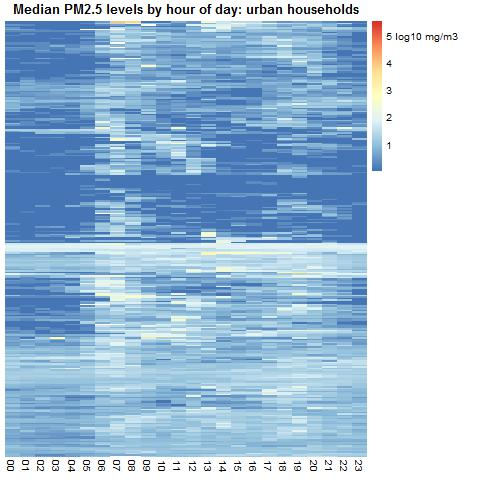 Median PM2.5 levels by hour of day: urban households
5 log10 mg/m3
4
3
2
1
00 01 02 03 04 05 06 07 08 09 10 11 12 13 14 15 16 17 18 19 20 21 22 23